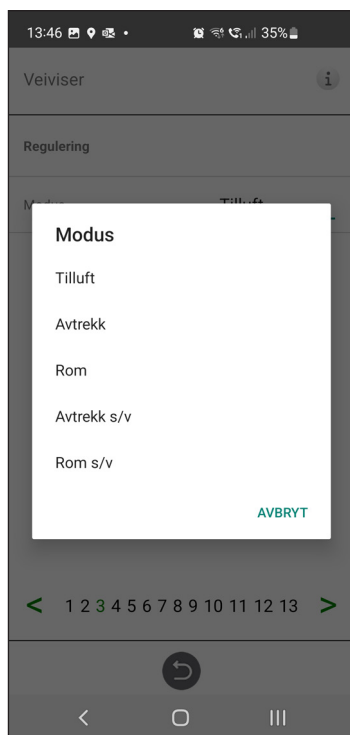 13:46 35%
Veiviser i
Regulering
Modus Tilluft
Modus
Tilluft
Avtrekk
Rom
Avtrekk s/v
Rom s/v
AVBRYT
< 1 2 3 4 5 6 7 8 9 10 11 12 13 >